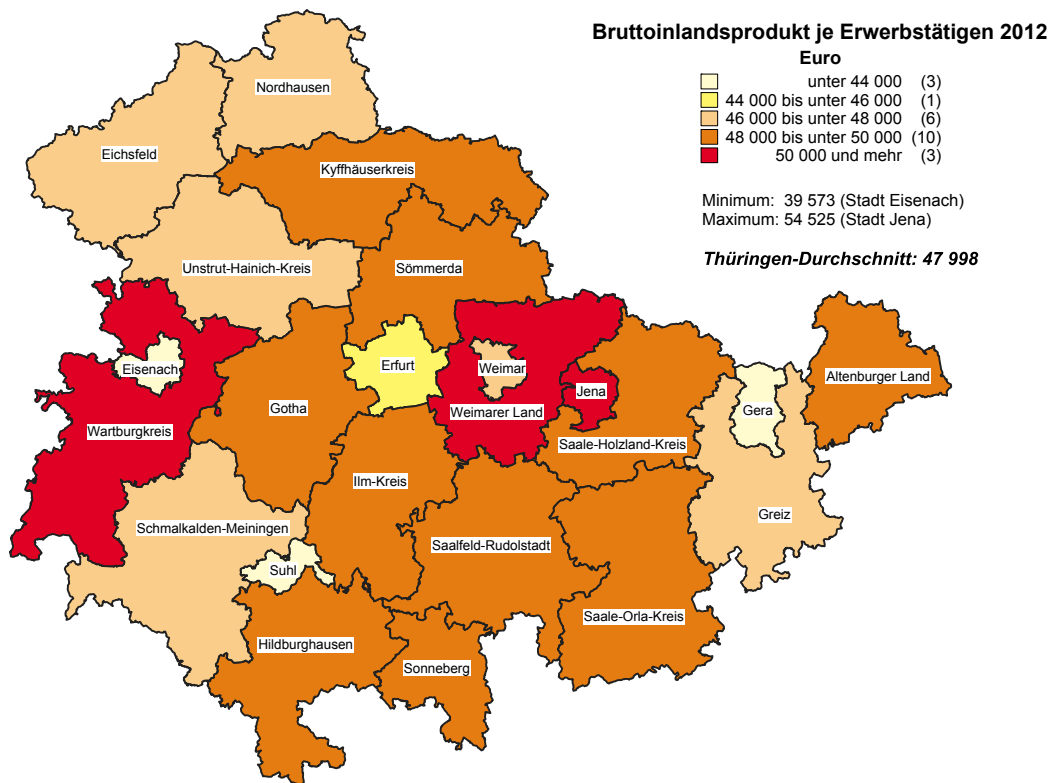 Bruttoinlandsprodukt je Erwerbstätigen 2012
Euro
unter 44 000 (3)
44 000 bis unter 46 000 (1)
46 000 bis unter 48 000 (6)
48 000 bis unter 50 000 (10)
50 000 und mehr (3)
Minimum: 39 573 (Stadt Eisenach)
Maximum: 54 525 (Stadt Jena)
Thüringen-Durchschnitt: 47 998
Nordhausen
Eichsfeld
Kyffhäuserkreis
Unstrut-Hainich-Kreis
Sömmerda
Eisenach
Erfurt
Weimar
Altenburger Land
Jena
Gotha
Weimarer Land
Gera
Wartburgkreis
Saale-Holzland-Kreis
Ilm-Kreis
Greiz
Schmalkalden-Meiningen
Saalfeld-Rudolstadt
Suhl
Saale-Orla-Kreis
Hildburghausen
Sonneberg